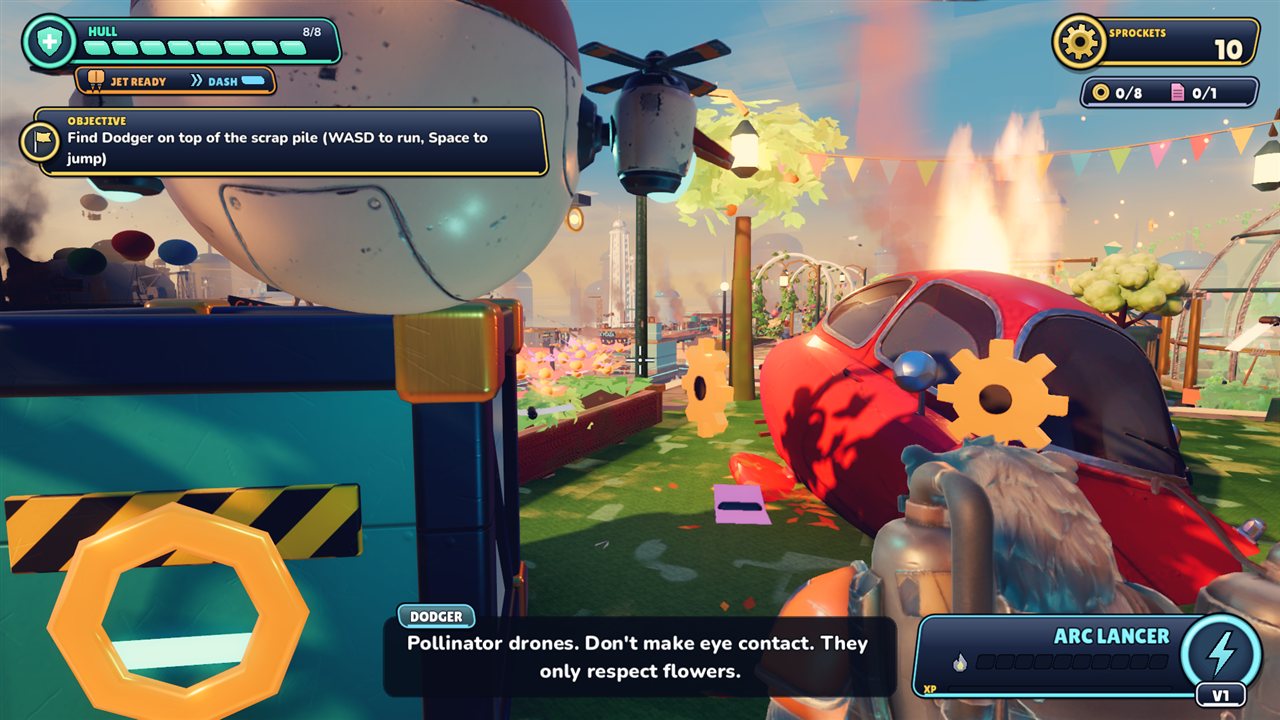 HULL
8/8
JET READY
DASH
OBJECTIVE
Find Dodger on top of the scrap pile (WASD to run, Space to
jump)
SPROCKETS
10
0/8
0/1
DODGER
Pollinator drones. Don't make eye contact. They
only respect flowers.
ARC LANCER
XP
V1